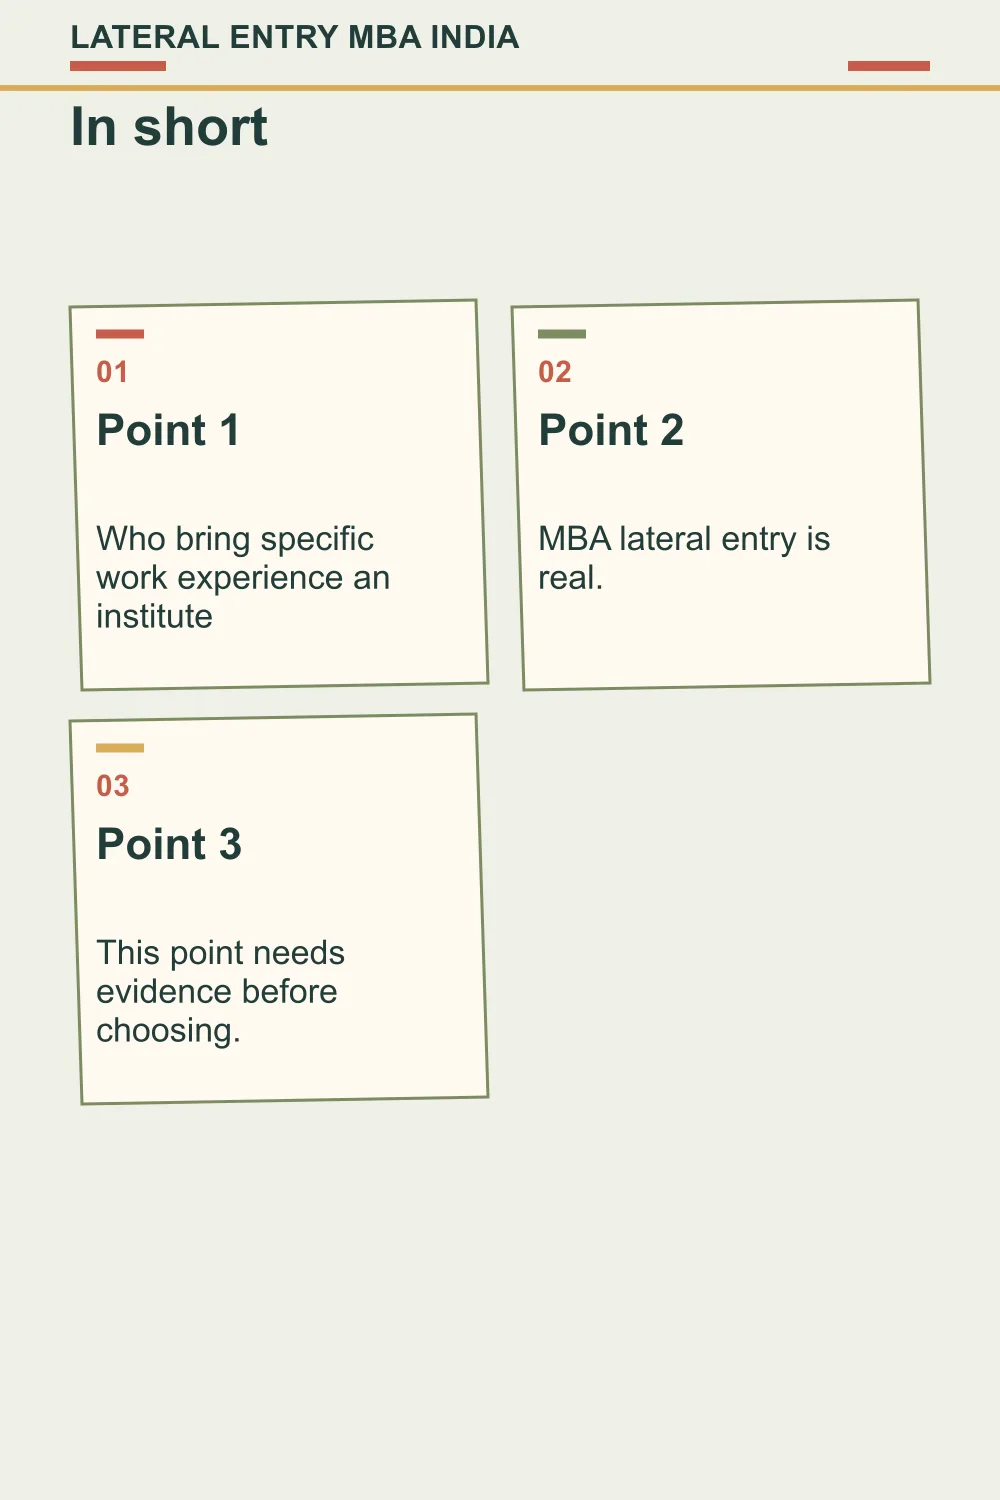 LATERAL ENTRY MBA INDIA
In short
01
Point 1
Who bring specific
work experience an
institute
02
Point 2
MBA lateral entry is
real.
03
Point 3
This point needs
evidence before
choosing.